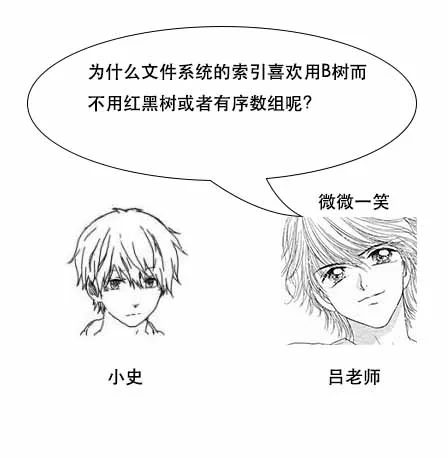 为什么文件系统的索引喜欢用B树而
不用红黑树或者有序数组呢?
微微一笑
小史
吕老师